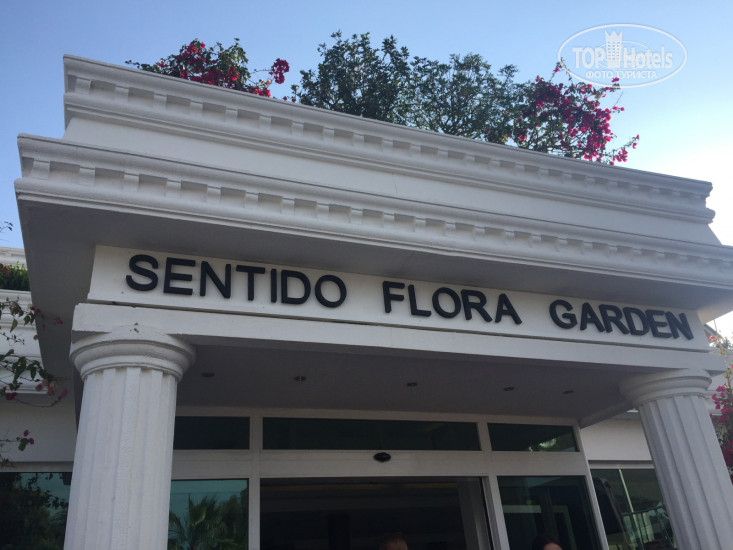 TOP Hotels
ФОТО ТУРИСТА
SENTIDO FLORA GARDEN